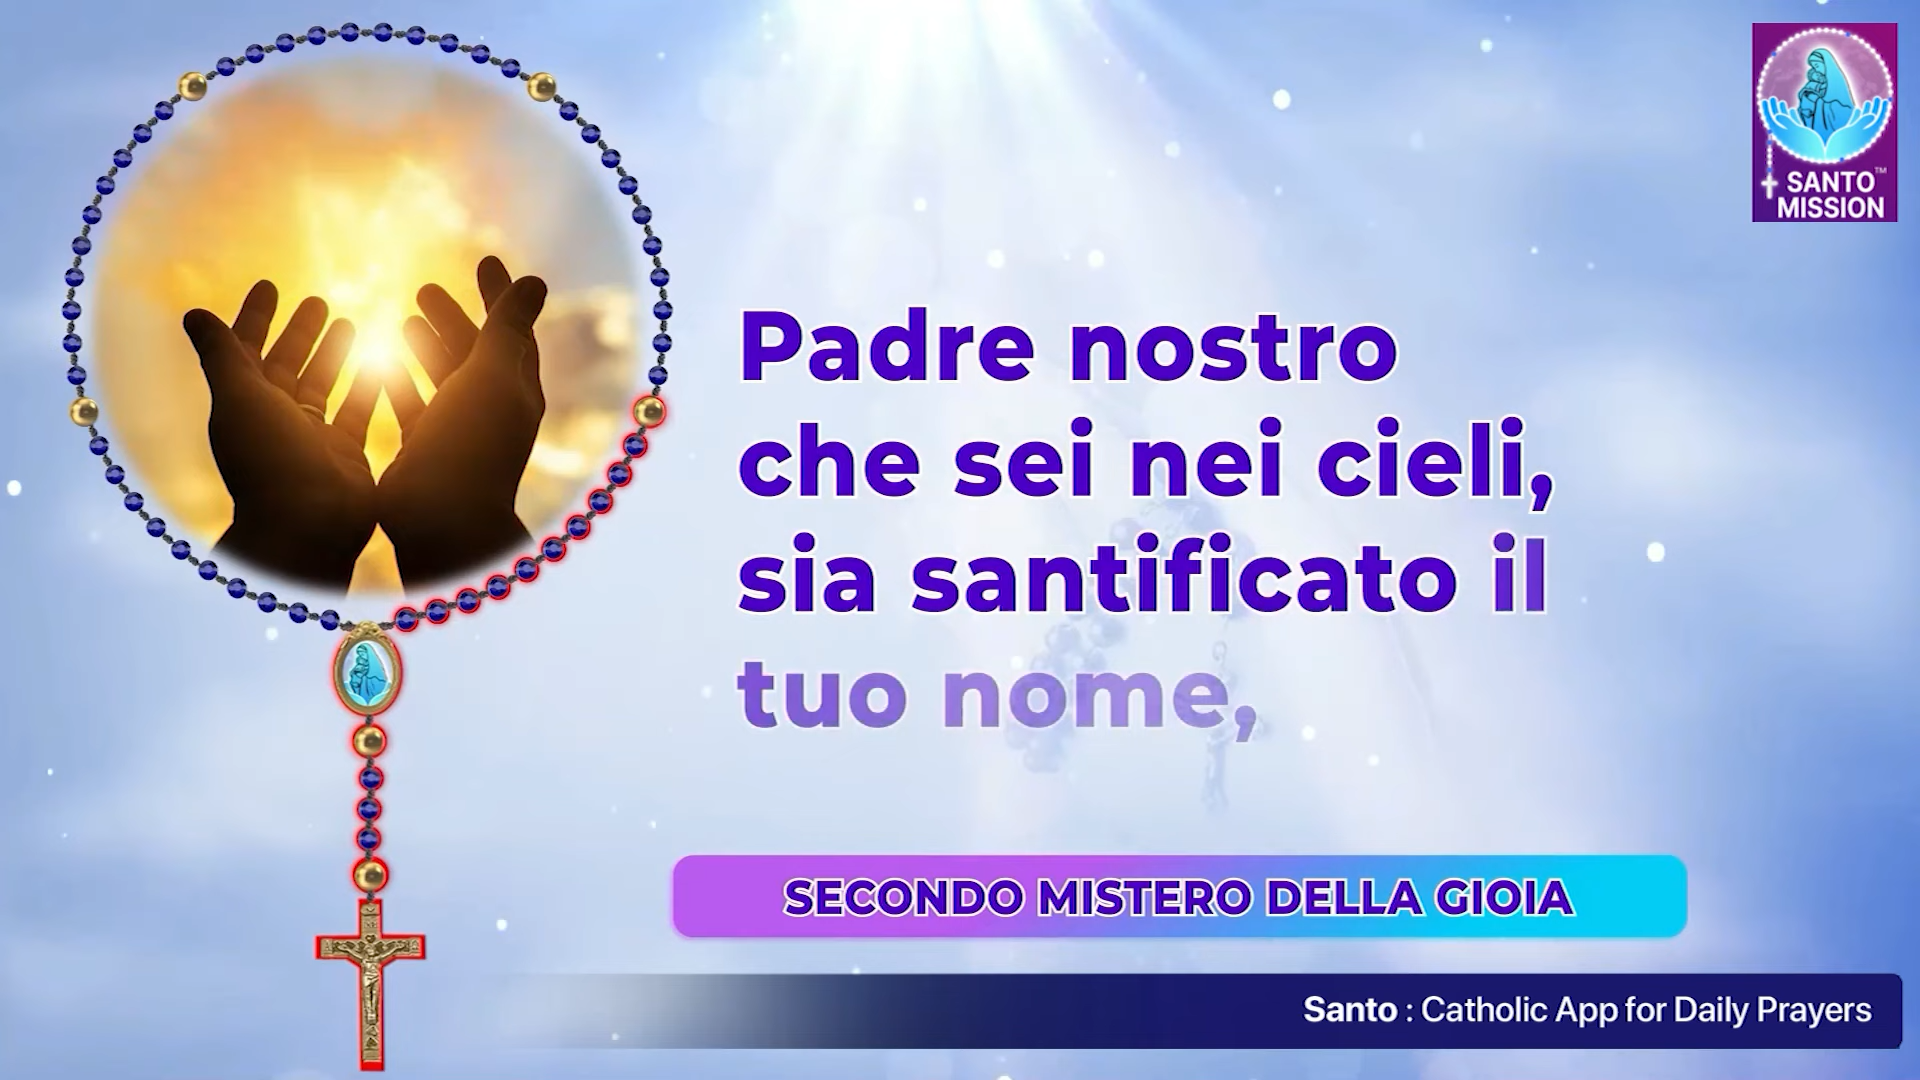 SANTO™
MISSION
Padre nostro
che sei nei cieli,
sia santificato il
tuo nome,
SECONDO MISTERO DELLA GIOIA
Santo : Catholic App for Daily Prayers